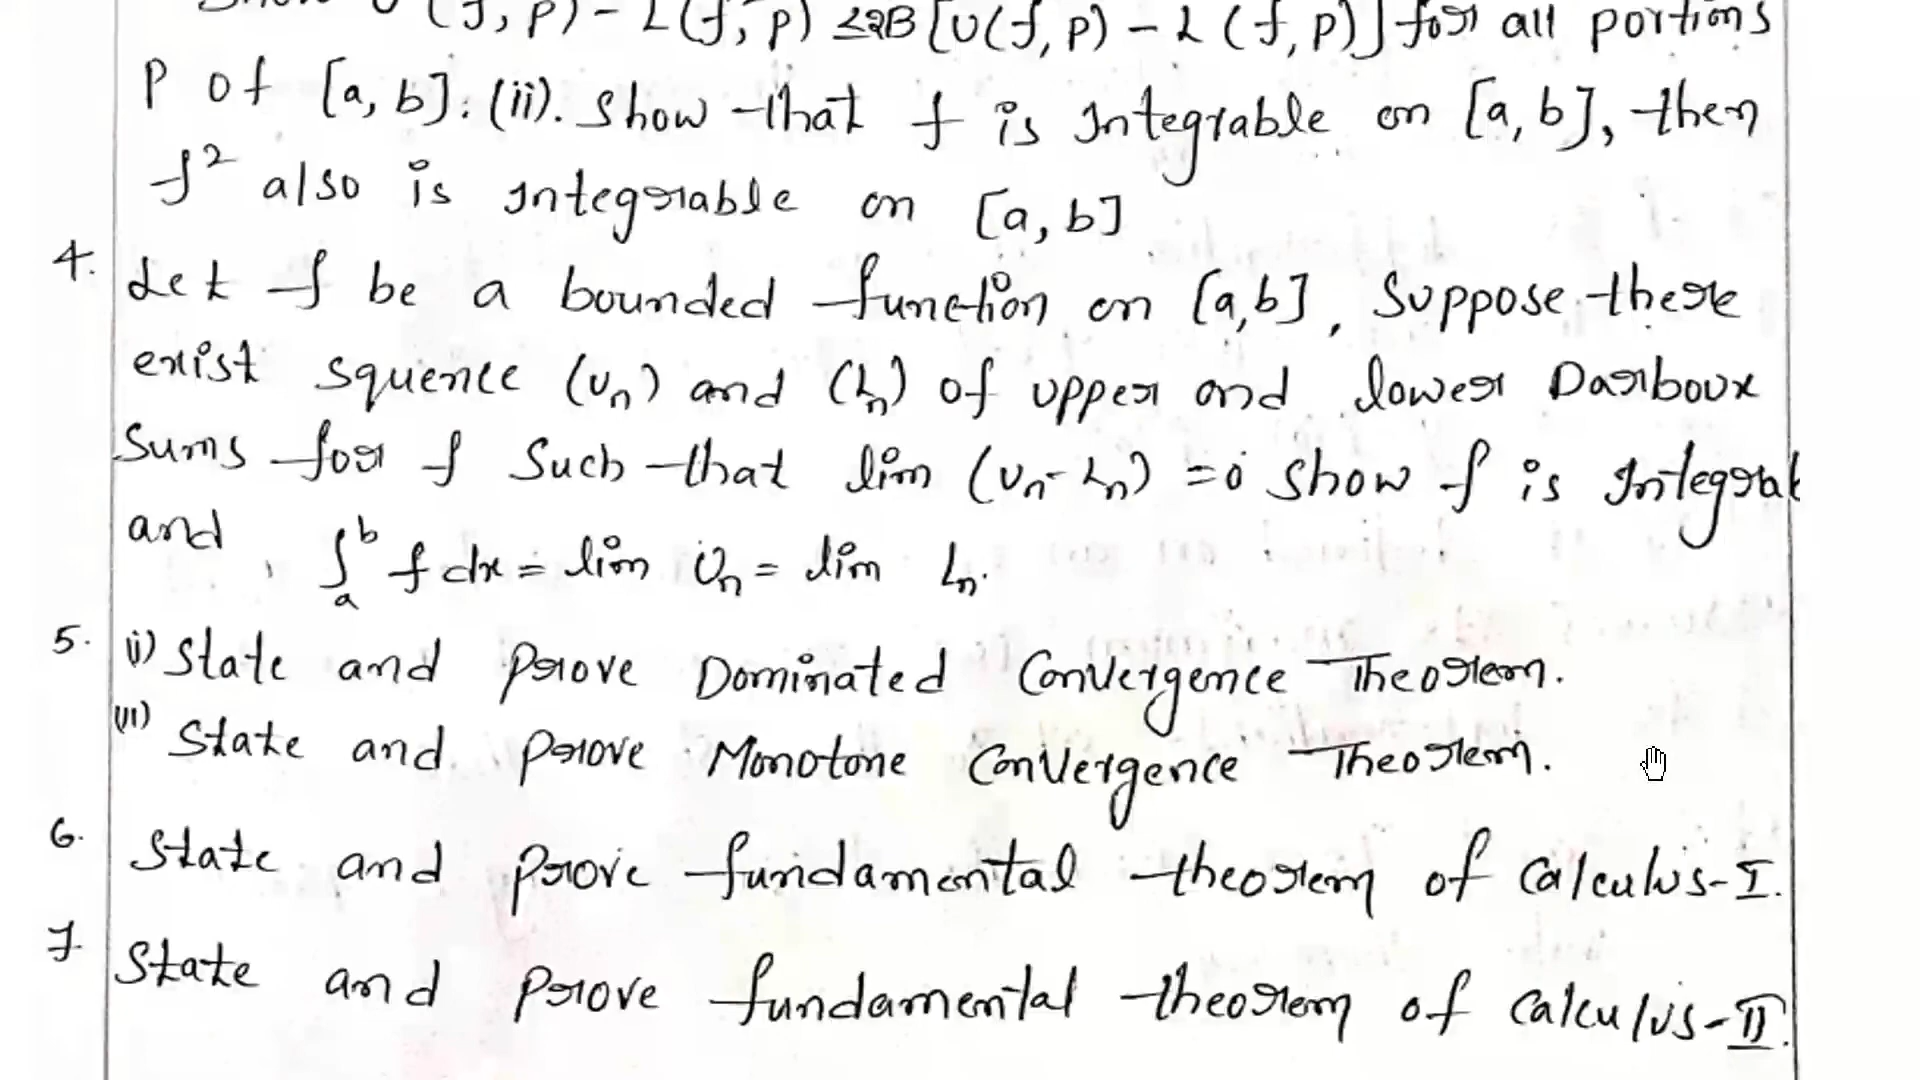 Show U(f, p) - L(f, p) ≤ 2B [U(f, p) - L(f, p)] for all portions
P of [a, b]. (ii). Show that f is Integrable on [a, b], then
f² also is integrable on [a, b]
4. Let f be a bounded function on [a,b], Suppose there
exist squence (Un) and (Ln) of upper and lower Darboux
Sums for f Such that lim (Un - Ln) = 0 Show f is Integrab
and ∫ₐᵇ f dx = lim Un = lim Ln.
5. (i) State and prove Dominated Convergence Theorem.
(ii) State and prove Monotone Convergence Theorem.
6. State and prove fundamental theorem of Calculus-I.
7. State and prove fundamental theorem of Calculus-II.